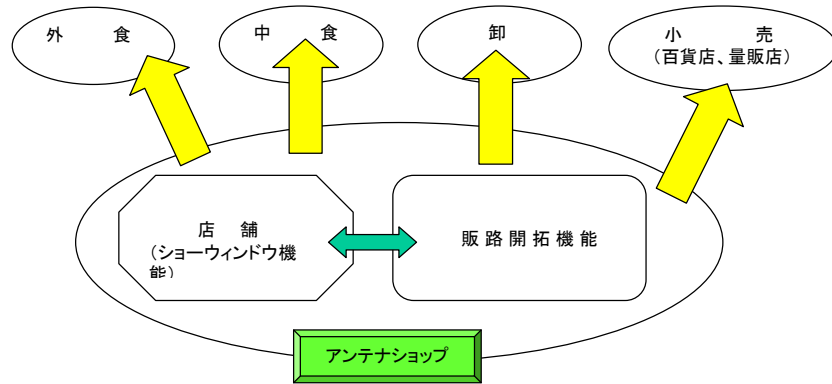 外　　食
中　　食
卸
小　　売
（百貨店、量販店）
店　舗
（ショーウィンドウ機
能）
販 路 開 拓 機 能
アンテナショップ